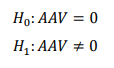 H₀: AAV = 0
H₁: AAV ≠ 0